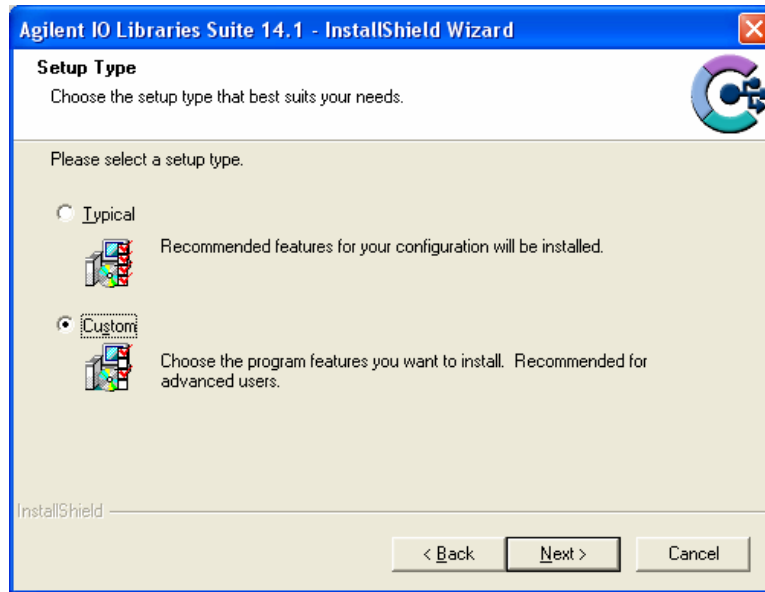 Agilent IO Libraries Suite 14.1 - InstallShield Wizard
Setup Type
Choose the setup type that best suits your needs.
Please select a setup type.
Typical
Recommended features for your configuration will be installed.
Custom
Choose the program features you want to install. Recommended for
advanced users.
InstallShield
< Back
Next >
Cancel